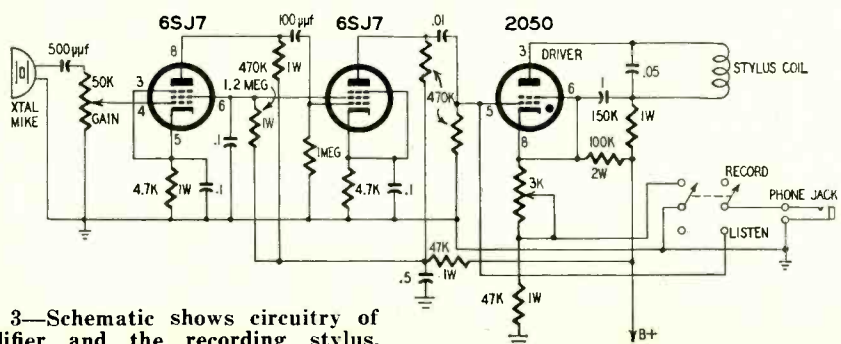 6SJ7
6SJ7
2050
8
100μμf
.01
3
DRIVER
500μμf
470K
1W
.05
STYLUS COIL
50K
3
1.2 MEG
470K
6
.1
4
6
5
150K
1W
XTAL
MIKE
GAIN
1W
5
.1
1MEG
8
100K
2W
RECORD
3K
PHONE JACK
4.7K
1W
.1
4.7K
.1
LISTEN
47K
1W
.5
47K
1W
3—Schematic shows circuitry of
lifier and the recording stylus.
B+